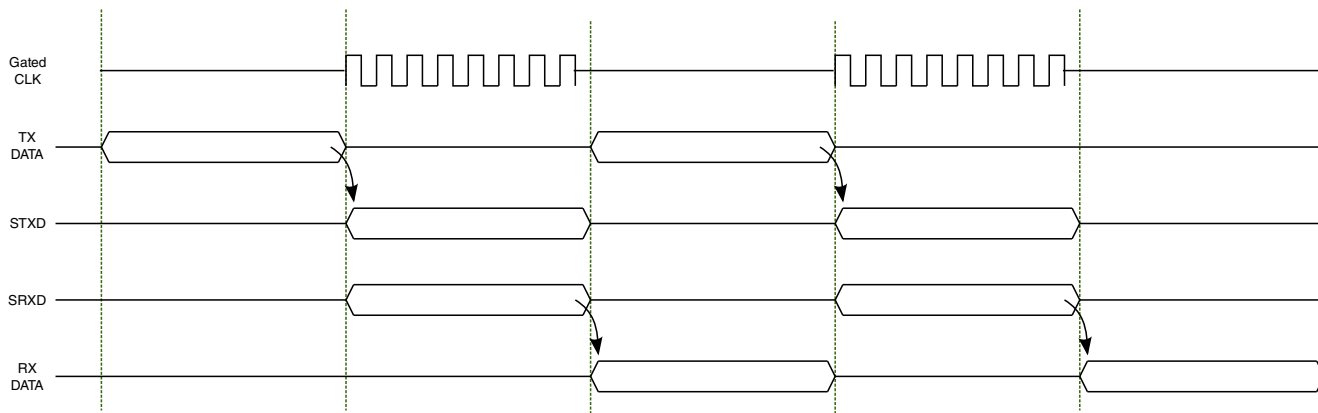 Gated
CLK
TX
DATA
STXD
SRXD
RX
DATA